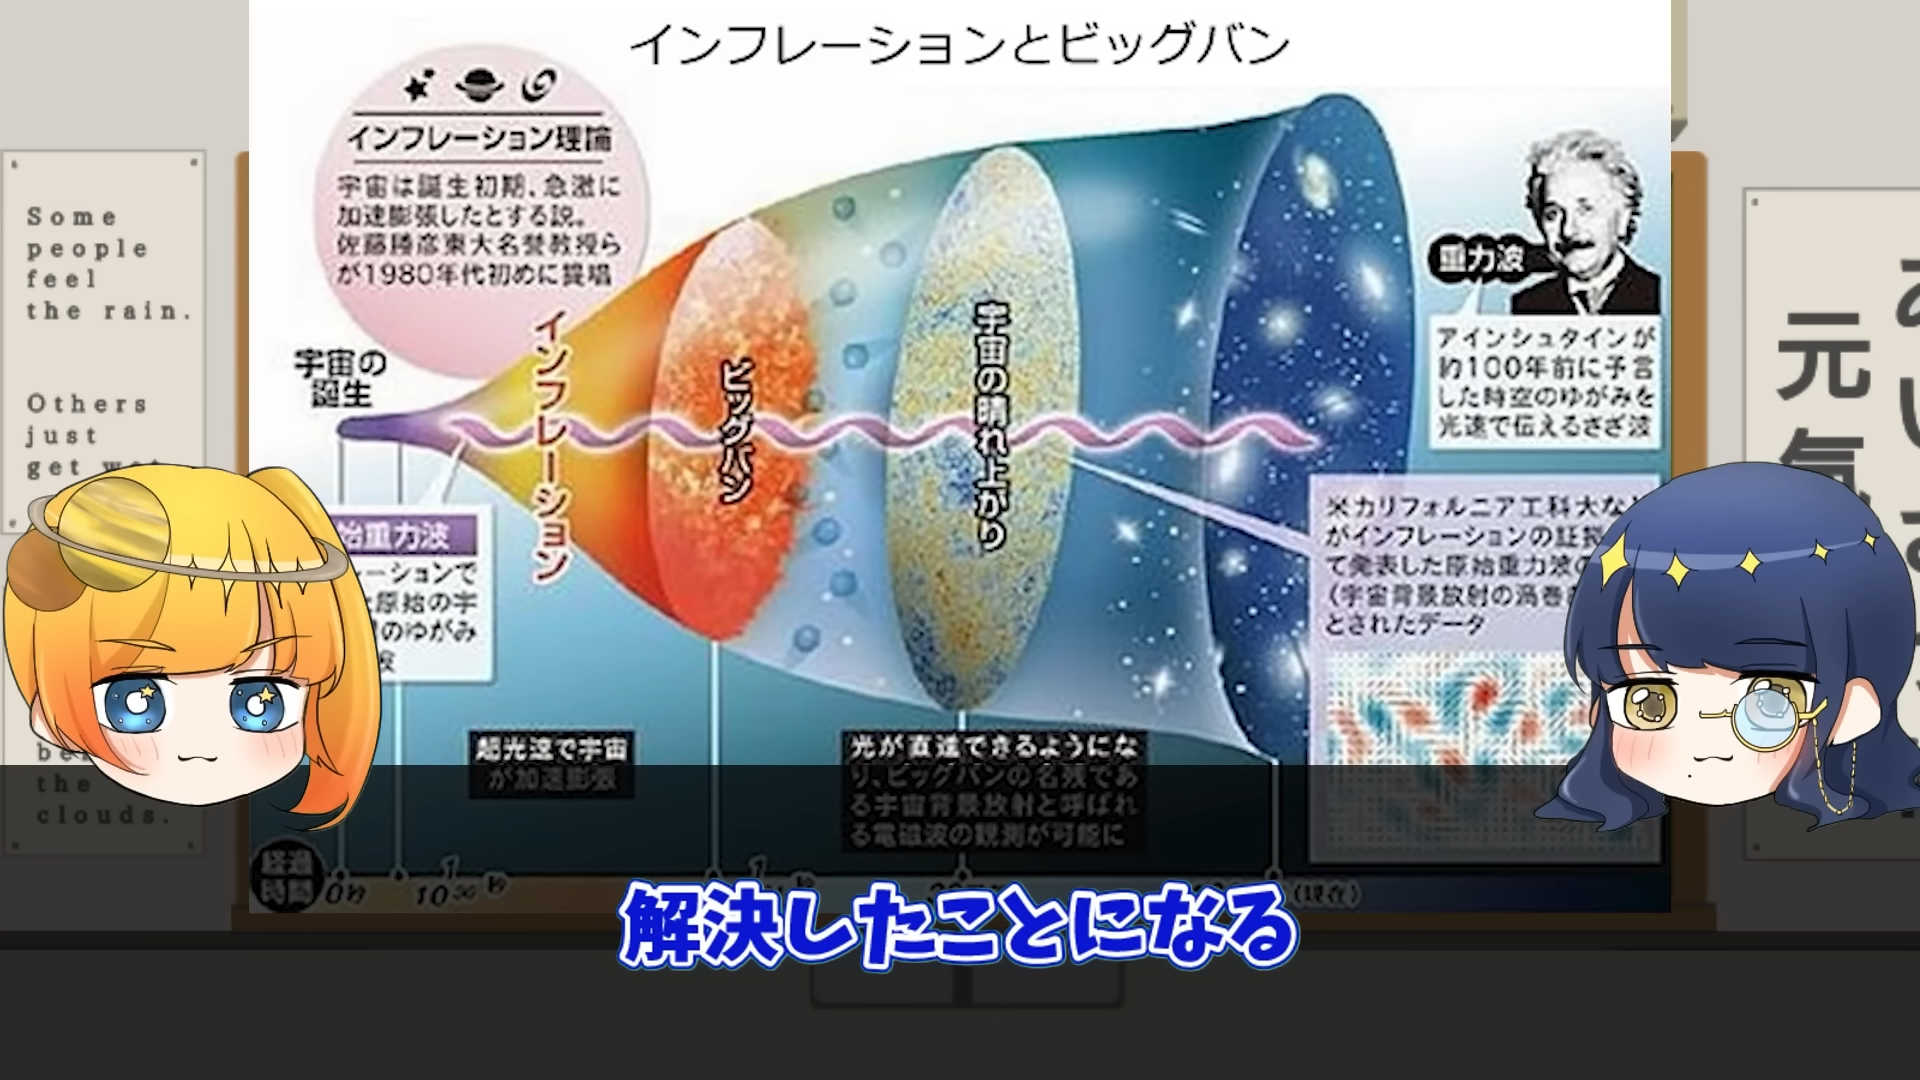 インフレーションとビッグバン
インフレーション理論
宇宙は誕生初期、急激に
加速膨張したとする説。
佐藤勝彦東大名誉教授ら
が1980年代初めに提唱
宇宙の
誕生
インフレーション
ビッグバン
宇宙の晴れ上がり
重力波
アインシュタインが
約100年前に予言
した時空のゆがみを
光速で伝えるさざ波
始重力波
ーションで
原始の宇
のゆがみ
米カリフォルニア工科大な
がインフレーションの証
て発表した原始重力波
(宇宙背景放射の渦巻
とされたデータ
超光速で宇宙
が加速膨張
光が直進できるようにな
り、ビッグバンの名残であ
る宇宙背景放射と呼ばれ
る電磁波の観測が可能に
経過
時間
0秒
(現在)
Some
people
feel
the rain.
Others
just
get wet
the
clouds.
元気
解決したことになる